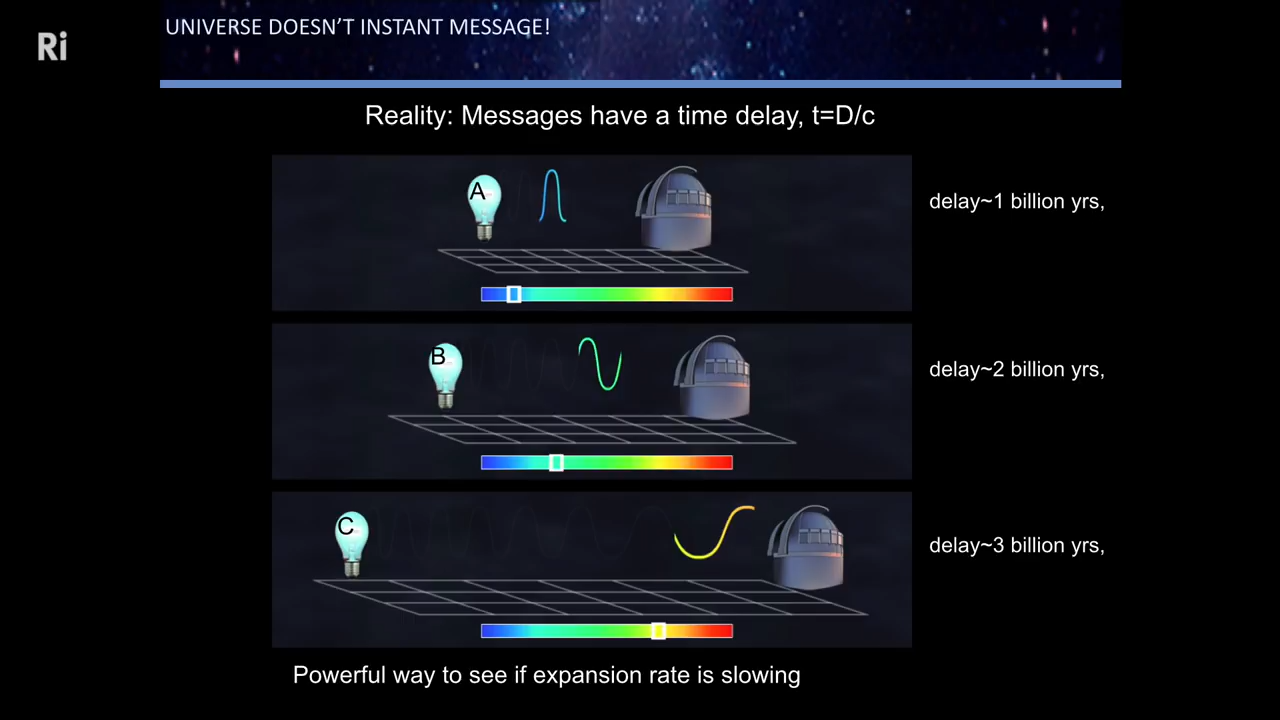 Ri
UNIVERSE DOESN’T INSTANT MESSAGE!
Reality: Messages have a time delay, t=D/c
A
delay~1 billion yrs,
B
delay~2 billion yrs,
C
delay~3 billion yrs,
Powerful way to see if expansion rate is slowing